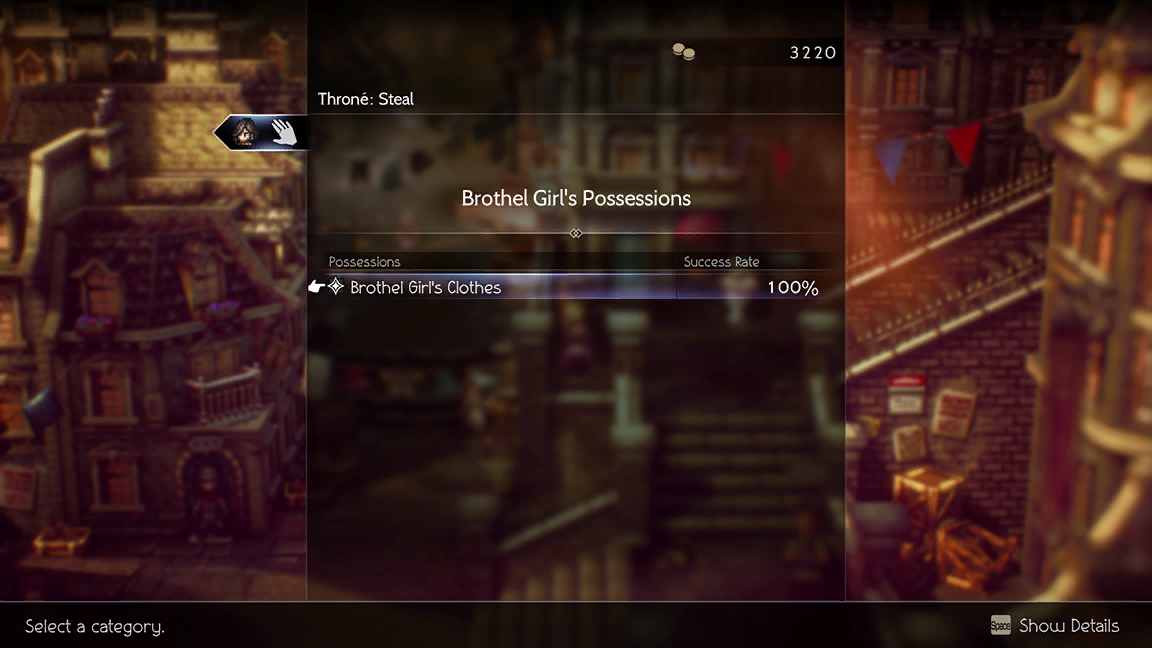 3220
Throné: Steal
Brothel Girl's Possessions
Possessions Success Rate
Brothel Girl's Clothes 100%
Select a category.
Space Show Details